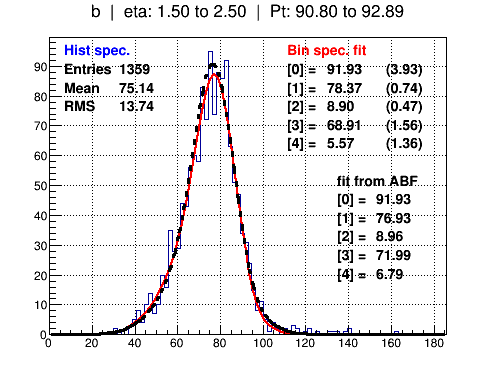 b | eta: 1.50 to 2.50 | Pt: 90.80 to 92.89
Hist spec.
Entries 1359
Mean 75.14
RMS 13.74
Bin spec. fit
[0] = 91.93 (3.93)
[1] = 78.37 (0.74)
[2] = 8.90 (0.47)
[3] = 68.91 (1.56)
[4] = 5.57 (1.36)
fit from ABF
[0] = 91.93
[1] = 76.93
[2] = 8.96
[3] = 71.99
[4] = 6.79
90
80
70
60
50
40
30
20
10
0
0 20 40 60 80 100 120 140 160 180